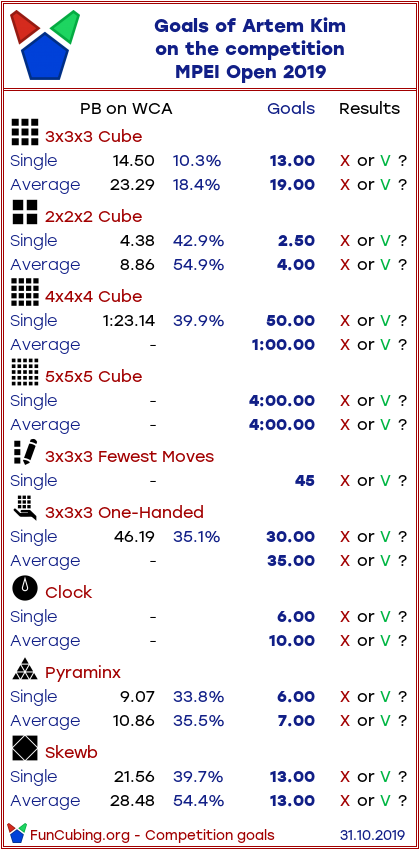 Goals of Artem Kim
on the competition
MPEI Open 2019
PB on WCA Goals Results
3x3x3 Cube
Single 14.50 10.3% 13.00 X or V ?
Average 23.29 18.4% 19.00 X or V ?
2x2x2 Cube
Single 4.38 42.9% 2.50 X or V ?
Average 8.86 54.9% 4.00 X or V ?
4x4x4 Cube
Single 1:23.14 39.9% 50.00 X or V ?
Average - 1:00.00 X or V ?
5x5x5 Cube
Single - 4:00.00 X or V ?
Average - 4:00.00 X or V ?
3x3x3 Fewest Moves
Single - 45 X or V ?
3x3x3 One-Handed
Single 46.19 35.1% 30.00 X or V ?
Average - 35.00 X or V ?
Clock
Single - 6.00 X or V ?
Average - 10.00 X or V ?
Pyraminx
Single 9.07 33.8% 6.00 X or V ?
Average 10.86 35.5% 7.00 X or V ?
Skewb
Single 21.56 39.7% 13.00 X or V ?
Average 28.48 54.4% 13.00 X or V ?
FunCubing.org - Competition goals 31.10.2019